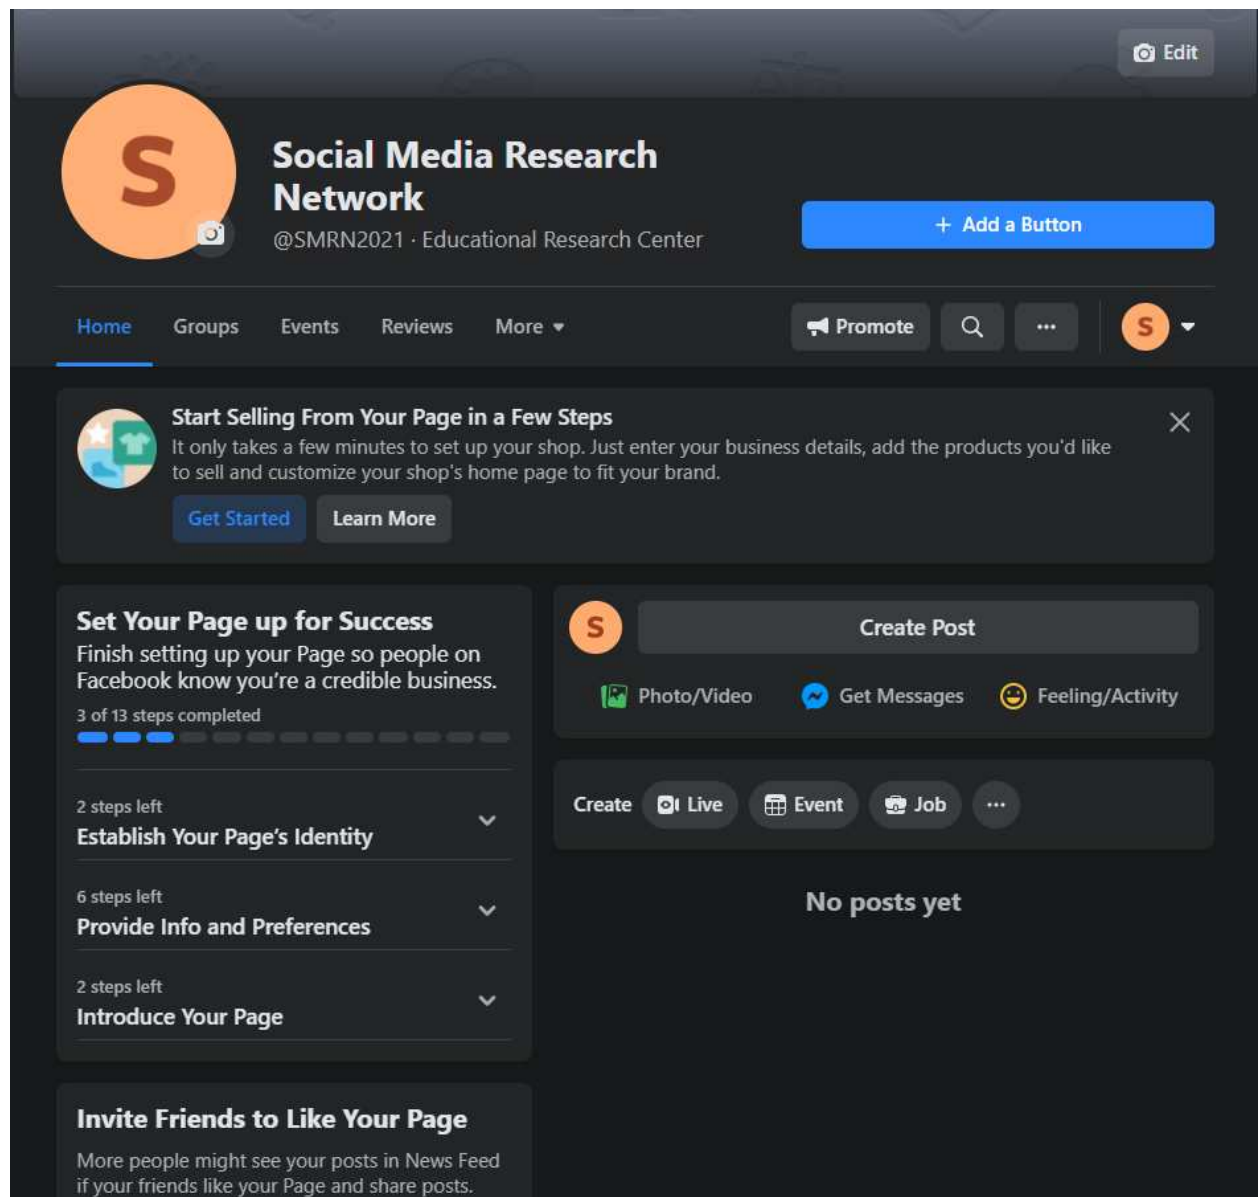 Edit
S
Social Media Research
Network
@SMRN2021 · Educational Research Center
+ Add a Button
Home Groups Events Reviews More
Promote
S
Start Selling From Your Page in a Few Steps
It only takes a few minutes to set up your shop. Just enter your business details, add the products you'd like
to sell and customize your shop's home page to fit your brand.
Get Started Learn More
Set Your Page up for Success
Finish setting up your Page so people on
Facebook know you're a credible business.
3 of 13 steps completed
2 steps left
Establish Your Page's Identity
6 steps left
Provide Info and Preferences
2 steps left
Introduce Your Page
Invite Friends to Like Your Page
More people might see your posts in News Feed
if your friends like your Page and share posts.
S
Create Post
Photo/Video Get Messages Feeling/Activity
Create Live Event Job
No posts yet